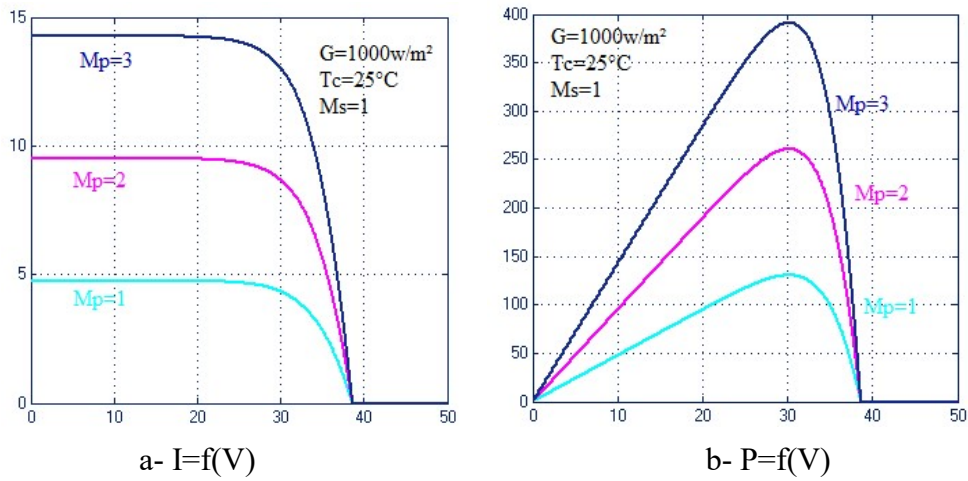 15
10
5
0
0 10 20 30 40 50
Mp=3
G=1000w/m²
Tc=25°C
Ms=1
Mp=2
Mp=1
a- I=f(V)
400
350
300
250
200
150
100
50
0
0 10 20 30 40 50
G=1000w/m²
Tc=25°C
Ms=1
Mp=3
Mp=2
Mp=1
b- P=f(V)